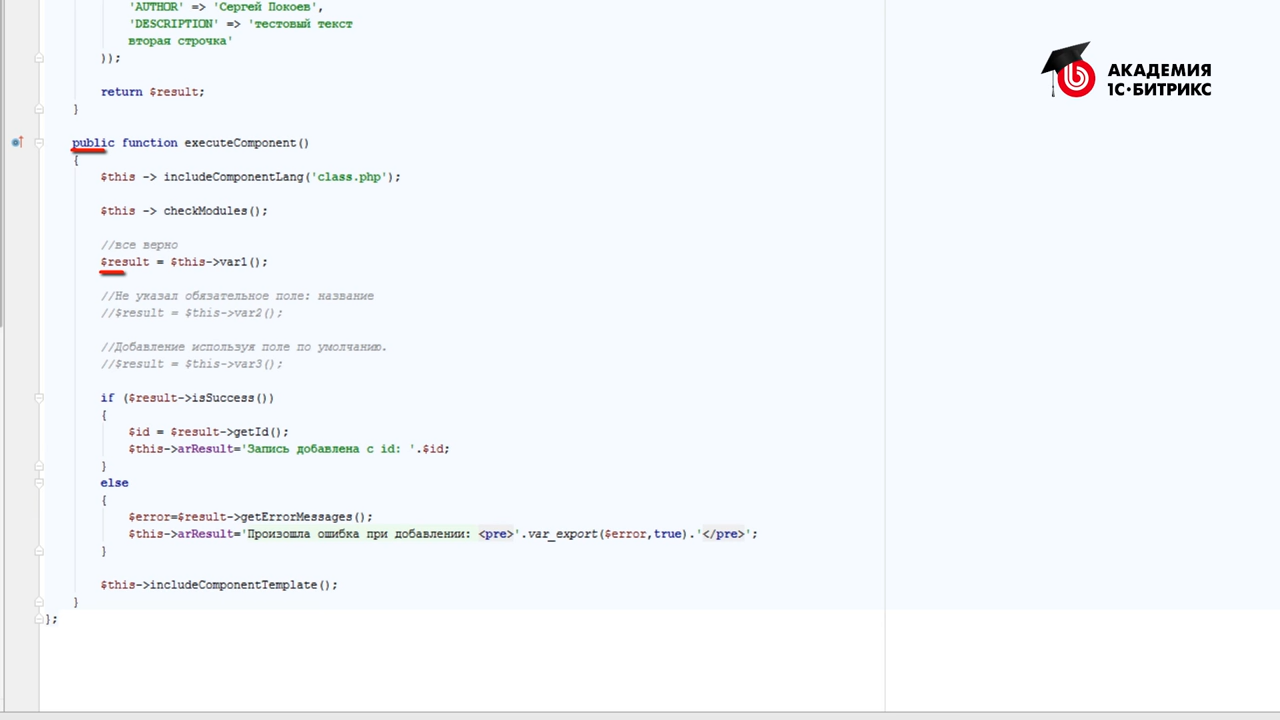 'AUTHOR' => 'Сергей Покоев',
'DESCRIPTION' => 'тестовый текст
вторая строчка'
));
return $result;
}
public function executeComponent()
{
$this -> includeComponentLang('class.php');
$this -> checkModules();
//все верно
$result = $this->var1();
//Не указал обязательное поле: название
//$result = $this->var2();
//Добавление используя поле по умолчанию.
//$result = $this->var3();
if ($result->isSuccess())
{
$id = $result->getId();
$this->arResult='Запись добавлена с id: '.$id;
}
else
{
$error=$result->getErrorMessages();
$this->arResult='Произошла ошибка при добавлении: <pre>'.var_export($error,true).'</pre>';
}
$this->includeComponentTemplate();
}
};
АКАДЕМИЯ
1С·БИТРИКС